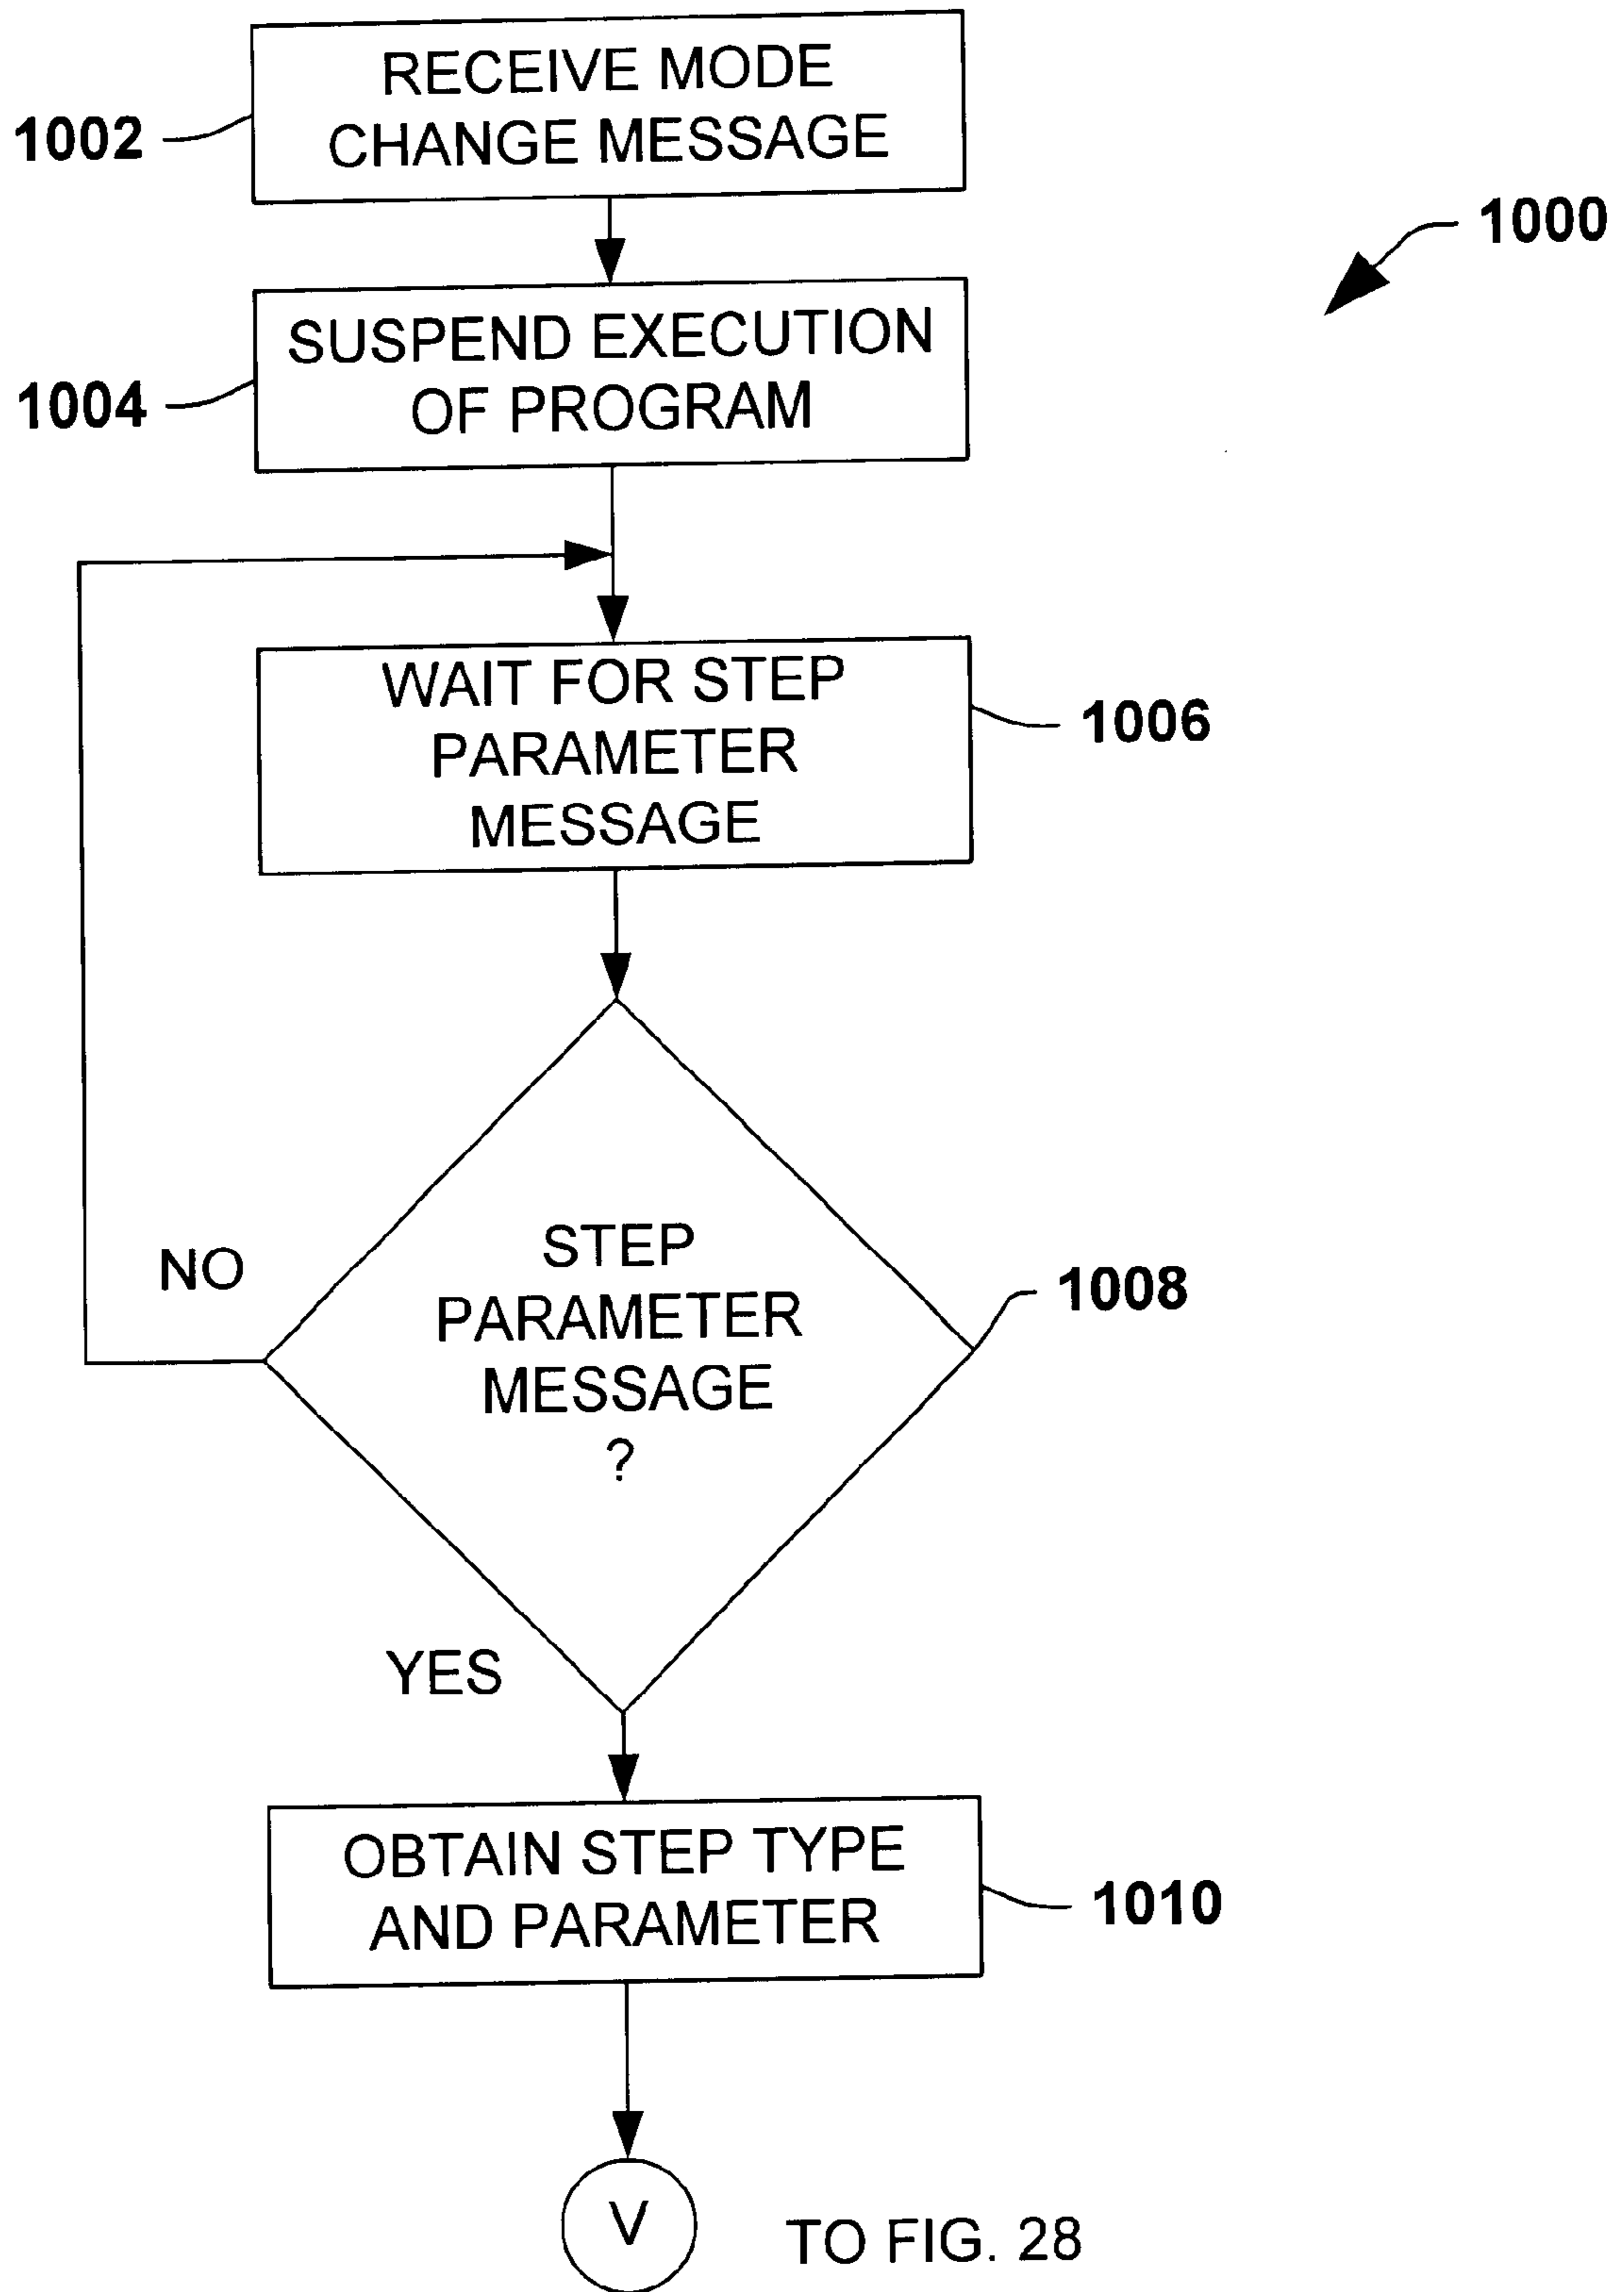 RECEIVE MODE
CHANGE MESSAGE
1002
1000
SUSPEND EXECUTION
OF PROGRAM
1004
WAIT FOR STEP
PARAMETER
MESSAGE
1006
STEP
PARAMETER
MESSAGE
?
1008
NO
YES
OBTAIN STEP TYPE
AND PARAMETER
1010
V
TO FIG. 28